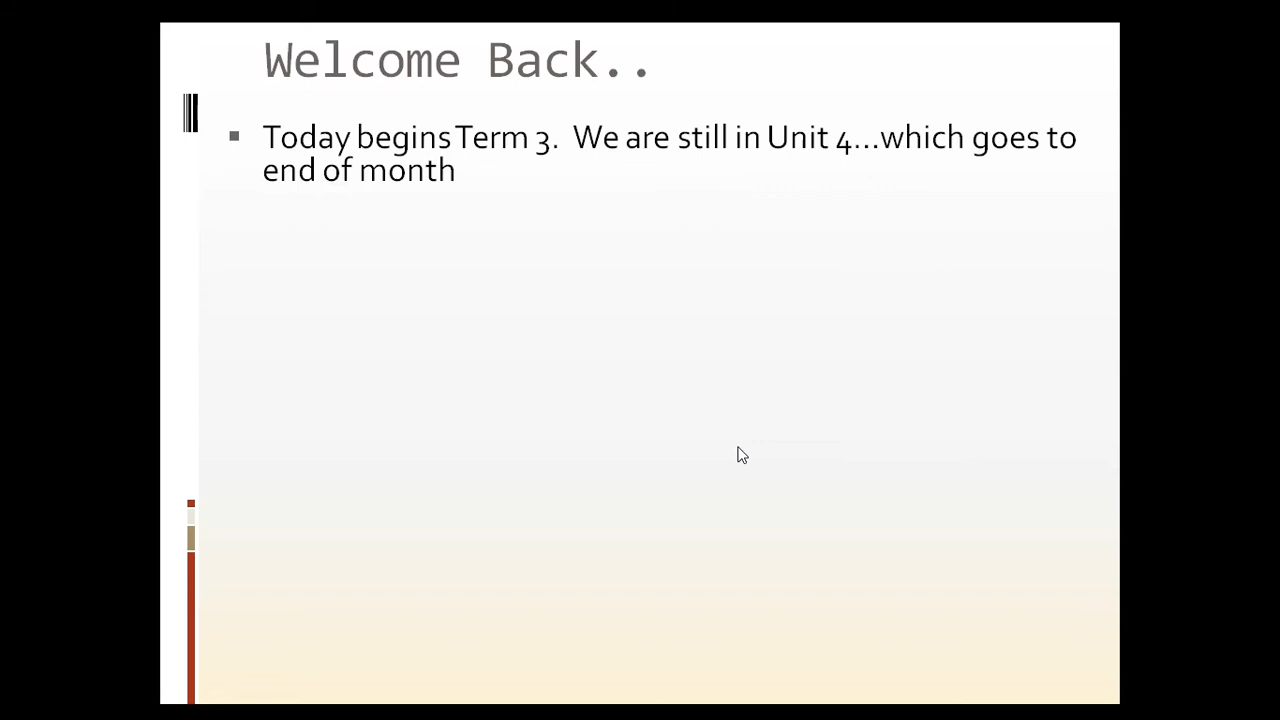 Welcome Back..
Today begins Term 3.  We are still in Unit 4...which goes to
end of month